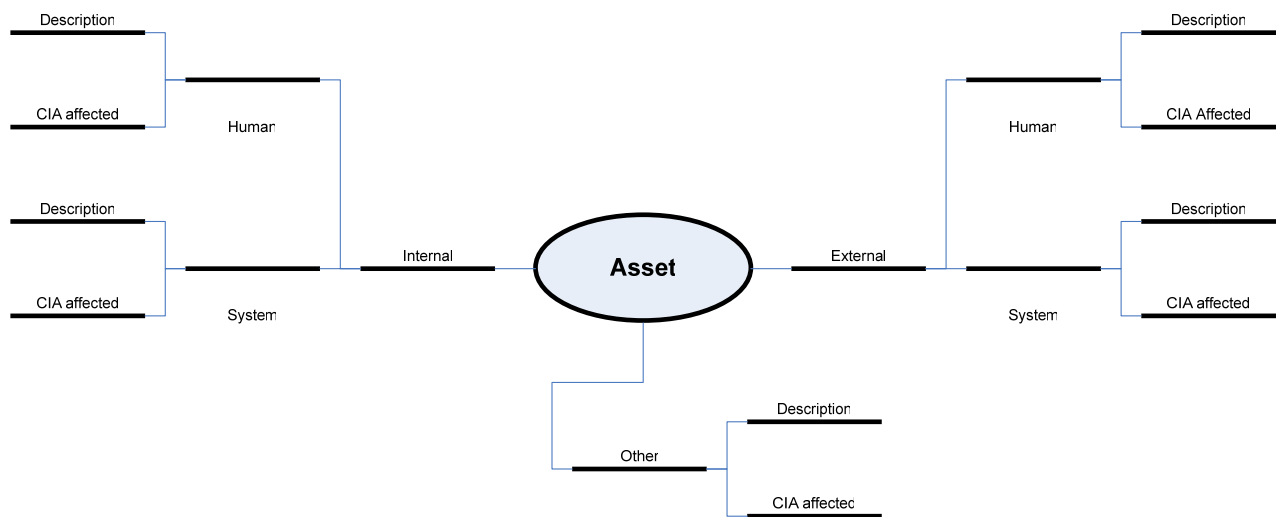 Description
Description
CIA affected
Human
Human
CIA Affected
Description
Description
Internal
Asset
External
CIA affected
System
System
CIA affected
Description
Other
CIA affected